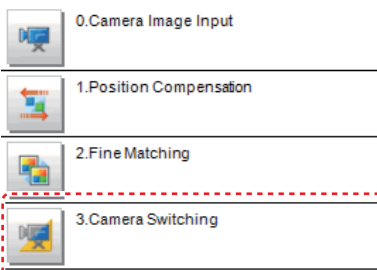 0.Camera Image Input
1.Position Compensation
2.Fine Matching
3.Camera Switching